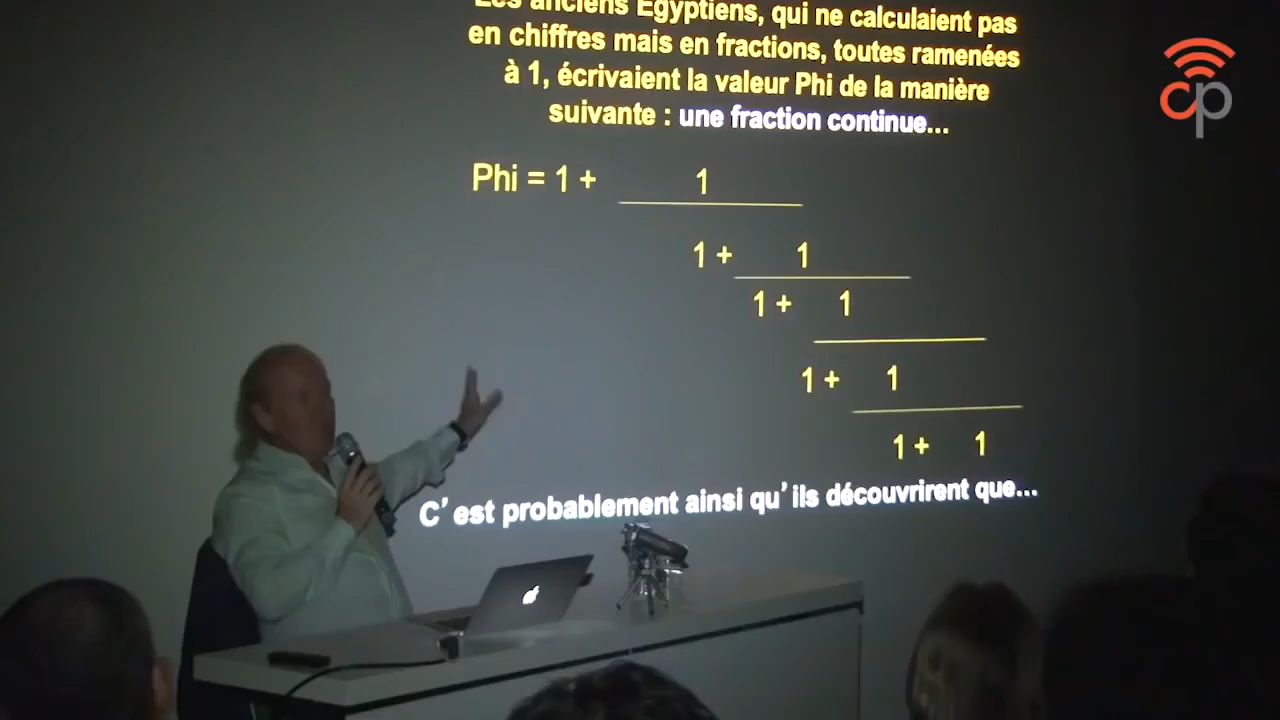 Les anciens Égyptiens, qui ne calculaient pas
en chiffres mais en fractions, toutes ramenées
à 1, écrivaient la valeur Phi de la manière
suivante : une fraction continue...
Phi = 1 + 1
1 + 1
1 + 1
1 + 1
1 + 1
C’est probablement ainsi qu’ils découvrirent que...
cp